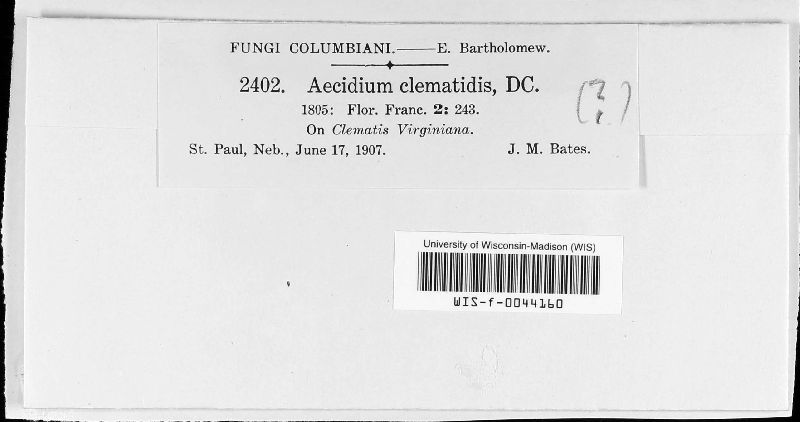 FUNGI COLUMBIANI.——E. Bartholomew.
2402. Aecidium clematidis, DC.
(?)
1805: Flor. Franc. 2: 243.
On Clematis Virginiana.
St. Paul, Neb., June 17, 1907. J. M. Bates.
University of Wisconsin-Madison (WIS)
WIS-f-0044160